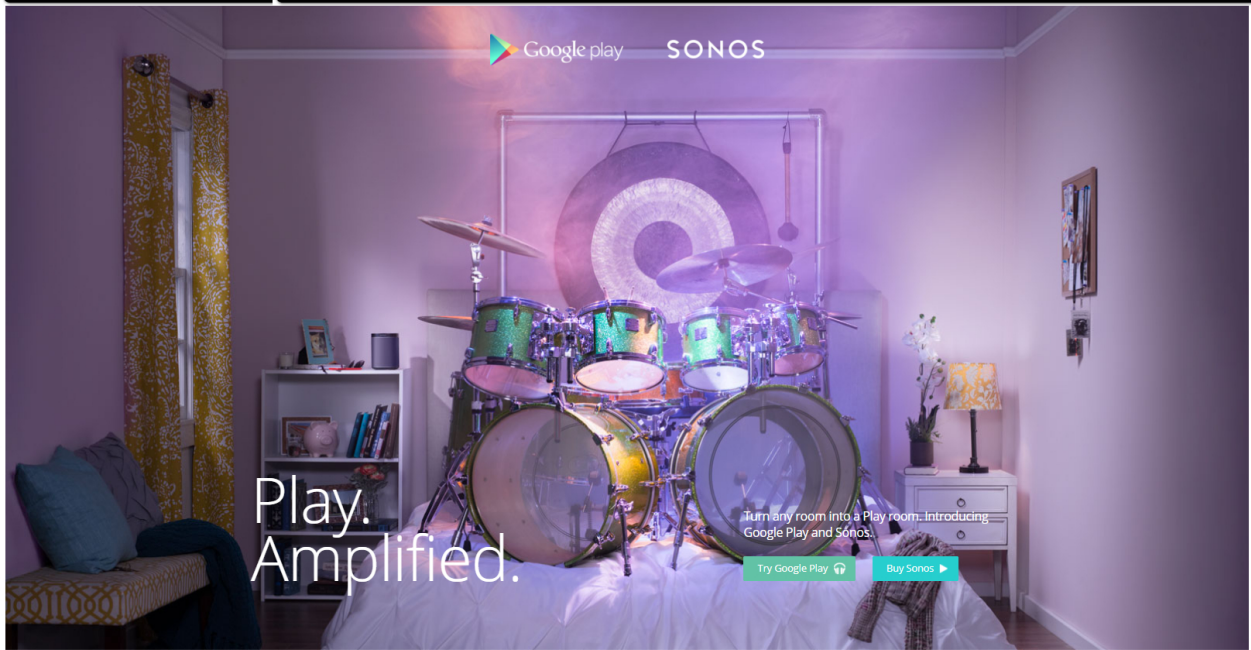 Google play SONOS
Play.
Amplified.
Turn any room into a Play room. Introducing
Google Play and Sonos.
Try Google Play
Buy Sonos